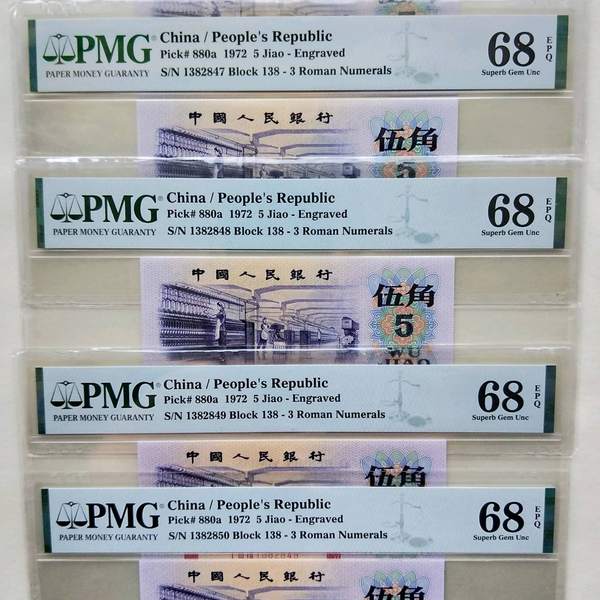 PMG
PAPER MONEY GUARANTY
China / People's Republic
Pick# 880a 1972 5 Jiao - Engraved
S/N 1382847 Block 138 - 3 Roman Numerals
68 EPQ
Superb Gem Unc
中國人民銀行
伍角
5
PMG
PAPER MONEY GUARANTY
China / People's Republic
Pick# 880a 1972 5 Jiao - Engraved
S/N 1382848 Block 138 - 3 Roman Numerals
68 EPQ
Superb Gem Unc
中國人民銀行
伍角
5
WU
JIAO
PMG
PAPER MONEY GUARANTY
China / People's Republic
Pick# 880a 1972 5 Jiao - Engraved
S/N 1382849 Block 138 - 3 Roman Numerals
68 EPQ
Superb Gem Unc
中國人民銀行
伍角
PMG
PAPER MONEY GUARANTY
China / People's Republic
Pick# 880a 1972 5 Jiao - Engraved
S/N 1382850 Block 138 - 3 Roman Numerals
68 EPQ
Superb Gem Unc
中國人民銀行
伍角